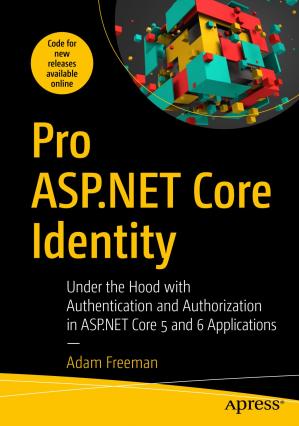 Code for
new
releases
available
online
Pro
ASP.NET Core
Identity
Under the Hood with
Authentication and Authorization
in ASP.NET Core 5 and 6 Applications
—
Adam Freeman
Apress®